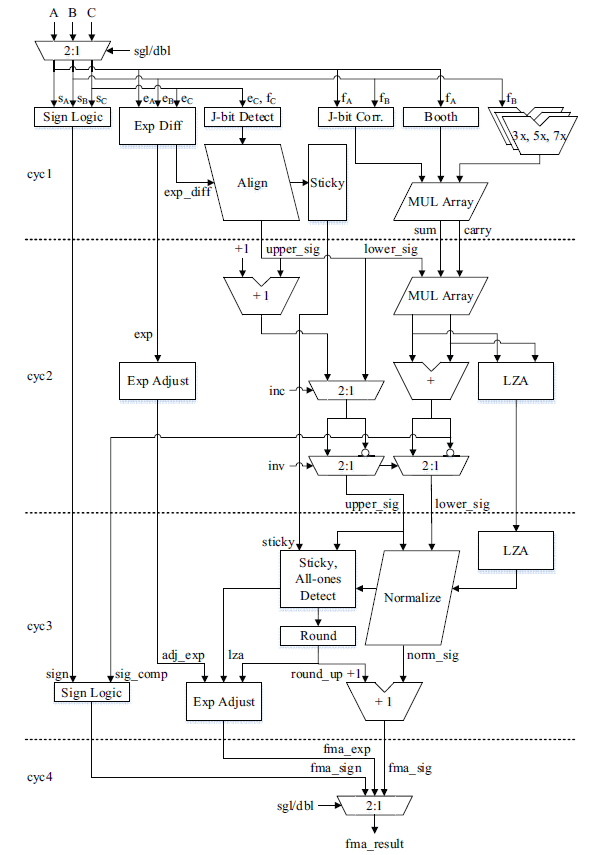 A B C
2:1
sgl/dbl
sA sB sC
eA eB eC
eC, fC
fA
fB
fA
fB
Sign Logic
Exp Diff
J-bit Detect
J-bit Corr.
Booth
3x, 5x, 7x
cyc1
exp_diff
Align
Sticky
MUL Array
sum
carry
+1
upper_sig
lower_sig
+1
MUL Array
exp
cyc2
Exp Adjust
inc
2:1
+
LZA
inv
2:1
2:1
upper_sig
lower_sig
sticky
Sticky,
All-ones
Detect
Normalize
LZA
cyc3
Round
adj_exp
lza
norm_sig
sign
sig_comp
round_up
+1
Sign Logic
Exp Adjust
+1
fma_exp
cyc4
fma_sign
fma_sig
sgl/dbl
2:1
fma_result